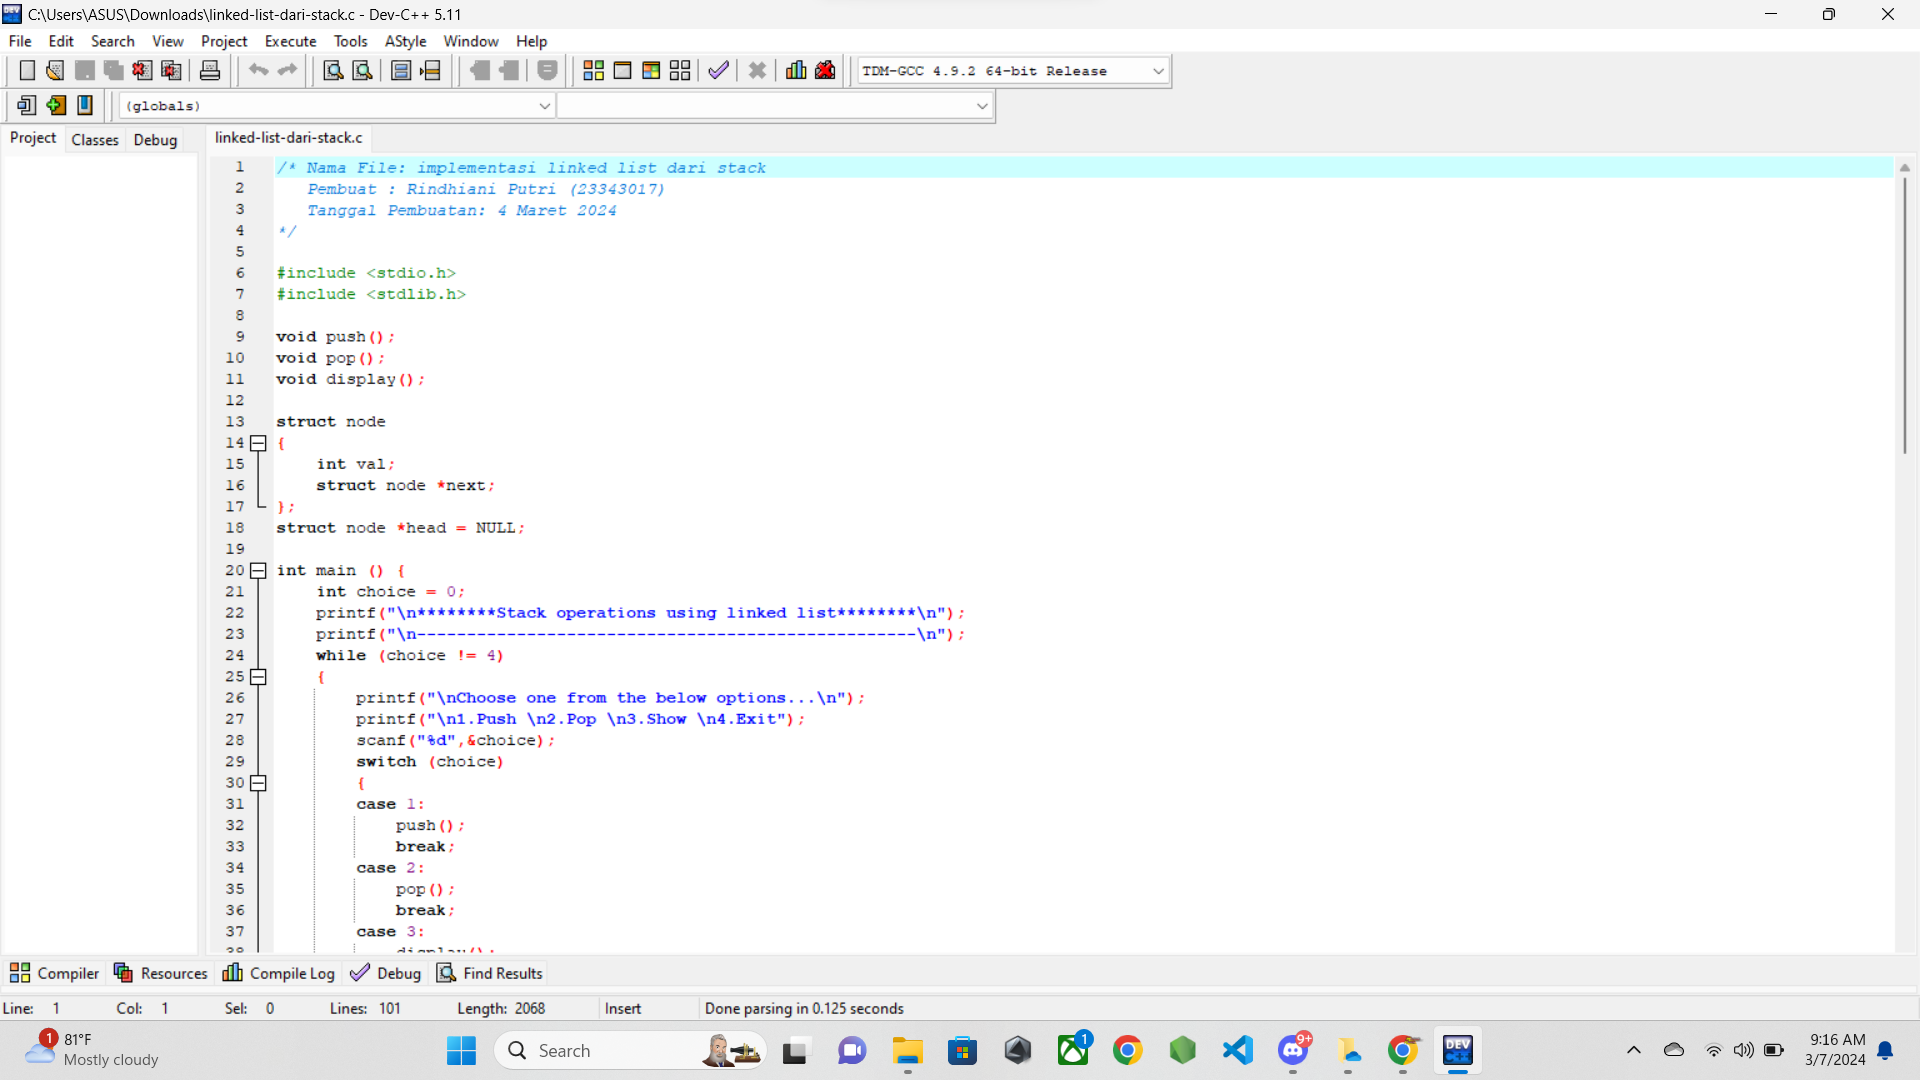 C:\Users\ASUS\Downloads\linked-list-dari-stack.c - Dev-C++ 5.11
File Edit Search View Project Execute Tools AStyle Window Help
TDM-GCC 4.9.2 64-bit Release
(globals)
Project Classes Debug
linked-list-dari-stack.c
1 /* Nama File: implementasi linked list dari stack
2 Pembuat : Rindhiani Putri (23343017)
3 Tanggal Pembuatan: 4 Maret 2024
4 */
5
6 #include <stdio.h>
7 #include <stdlib.h>
8
9 void push();
10 void pop();
11 void display();
12
13 struct node
14 {
15 int val;
16 struct node *next;
17 };
18 struct node *head = NULL;
19
20 int main () {
21 int choice = 0;
22 printf("\n********Stack operations using linked list********\n");
23 printf("\n--------------------------------------------------\n");
24 while (choice != 4)
25 {
26 printf("\nChoose one from the below options...\n");
27 printf("\n1.Push \n2.Pop \n3.Show \n4.Exit");
28 scanf("%d",&choice);
29 switch (choice)
30 {
31 case 1:
32 push();
33 break;
34 case 2:
35 pop();
36 break;
37 case 3:
38 display();
Compiler Resources Compile Log Debug Find Results
Line: 1 Col: 1 Sel: 0 Lines: 101 Length: 2068 Insert Done parsing in 0.125 seconds
1 81°F
Mostly cloudy
Search
1
9+
DEV
C++
9:16 AM
3/7/2024